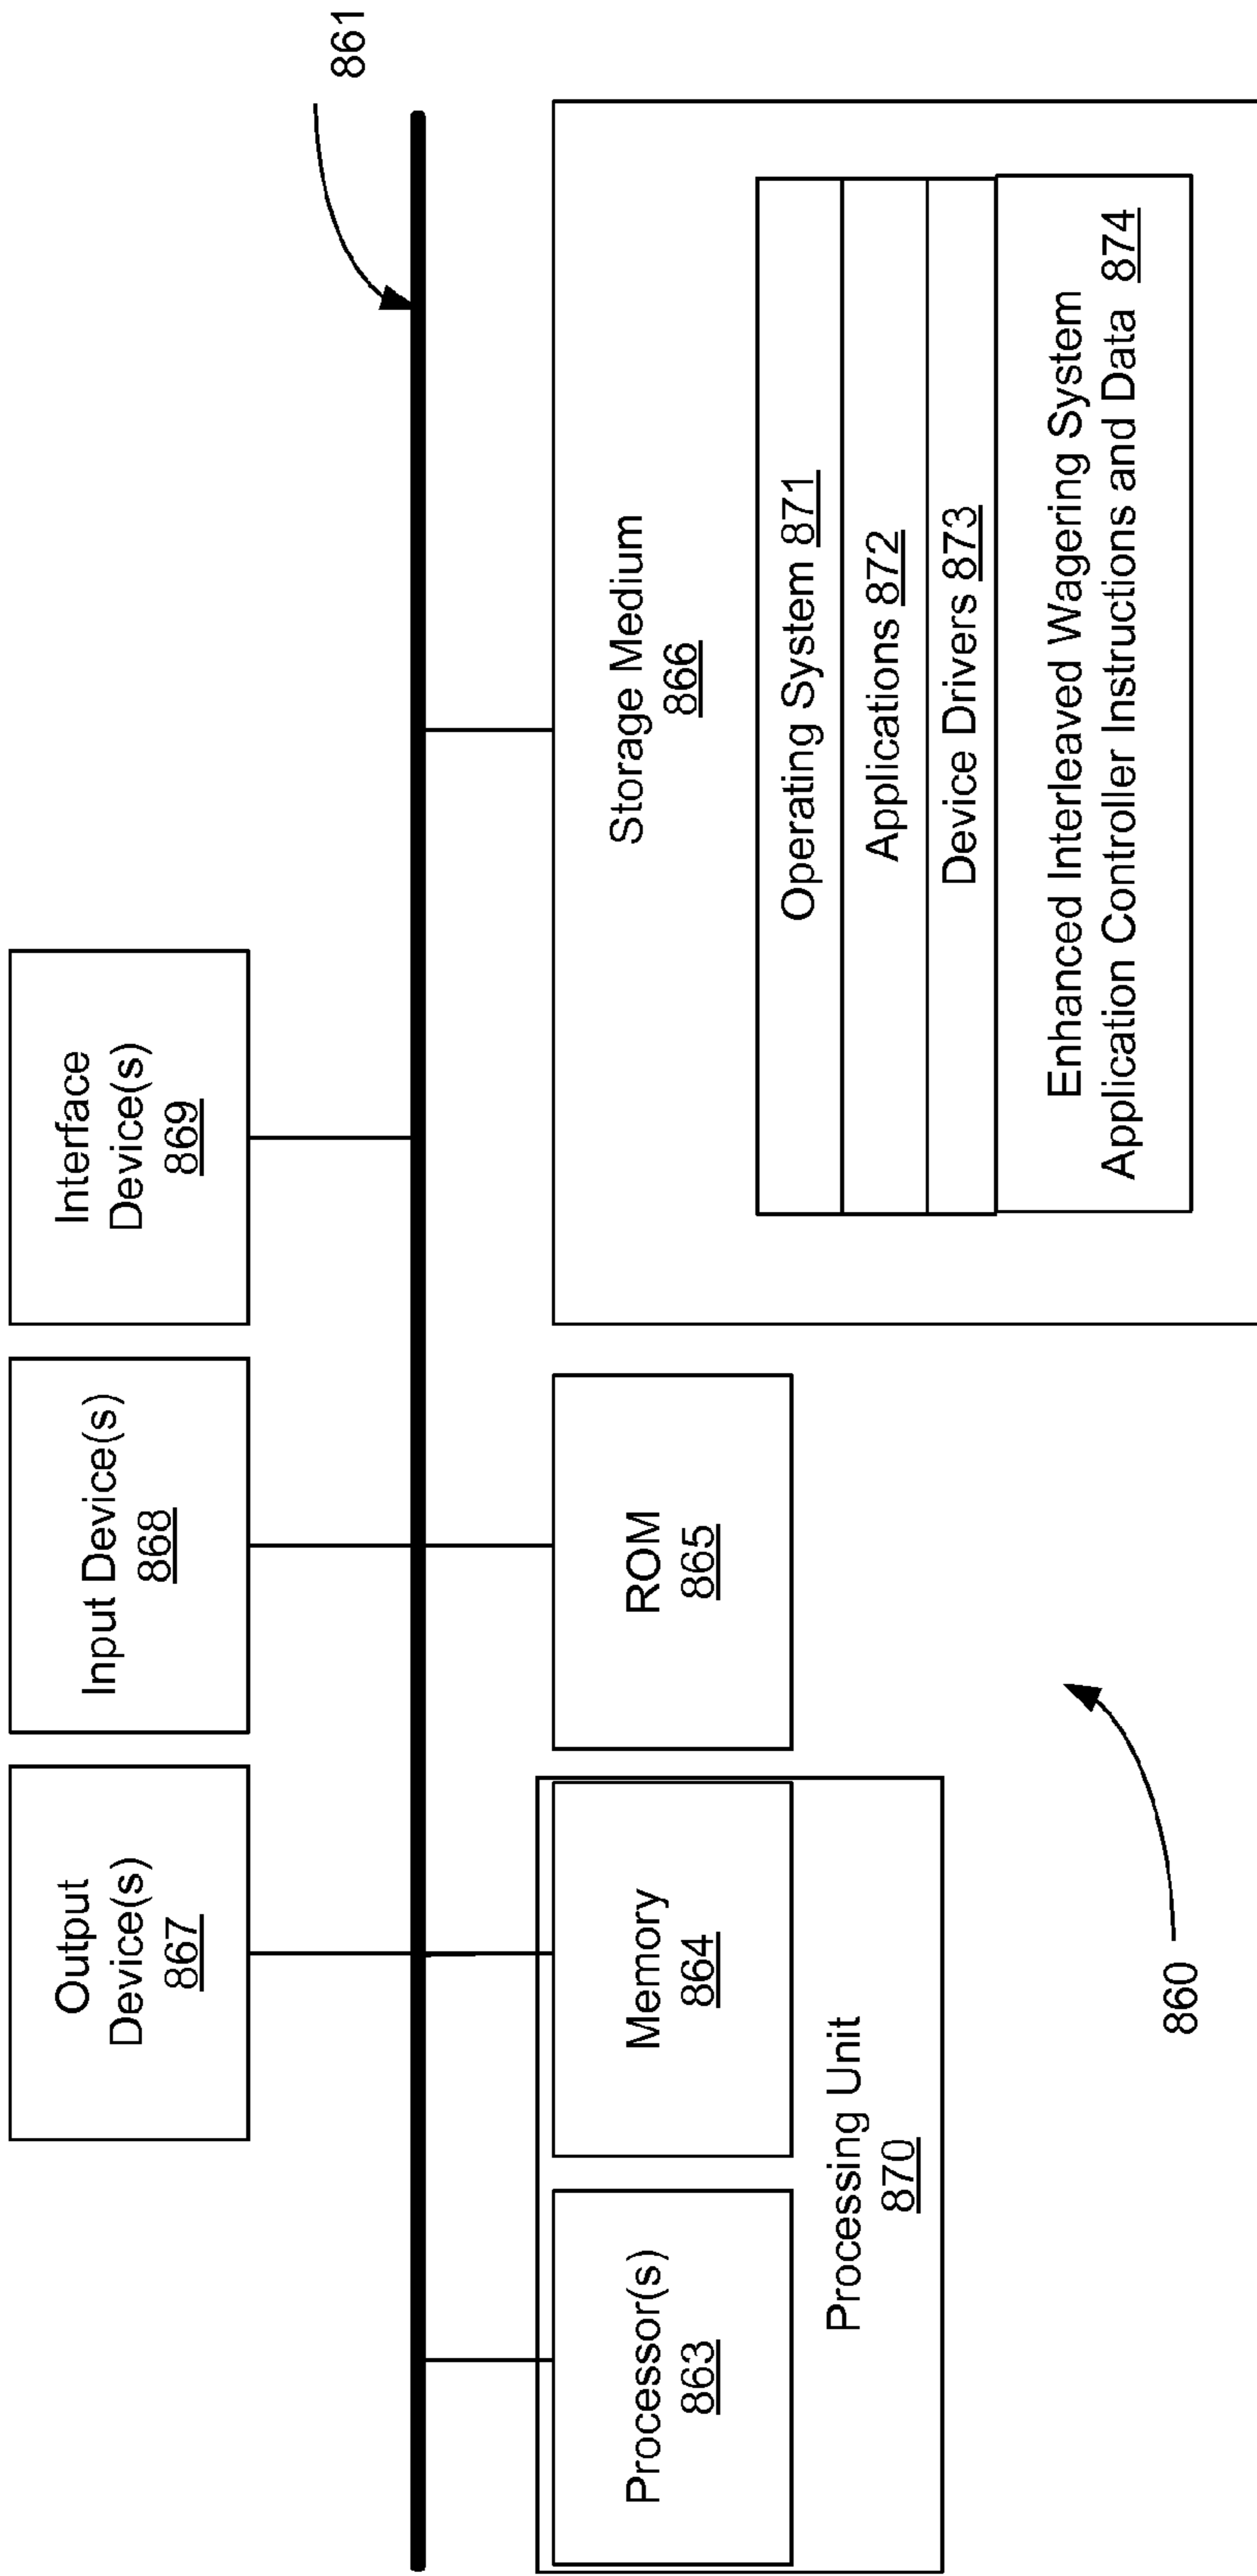 861
Output
Device(s)
867
Input Device(s)
868
Interface
Device(s)
869
Processor(s)
863
Memory
864
Processing Unit
870
ROM
865
Storage Medium
866
Operating System 871
Applications 872
Device Drivers 873
Enhanced Interleaved Wagering System
Application Controller Instructions and Data 874
860